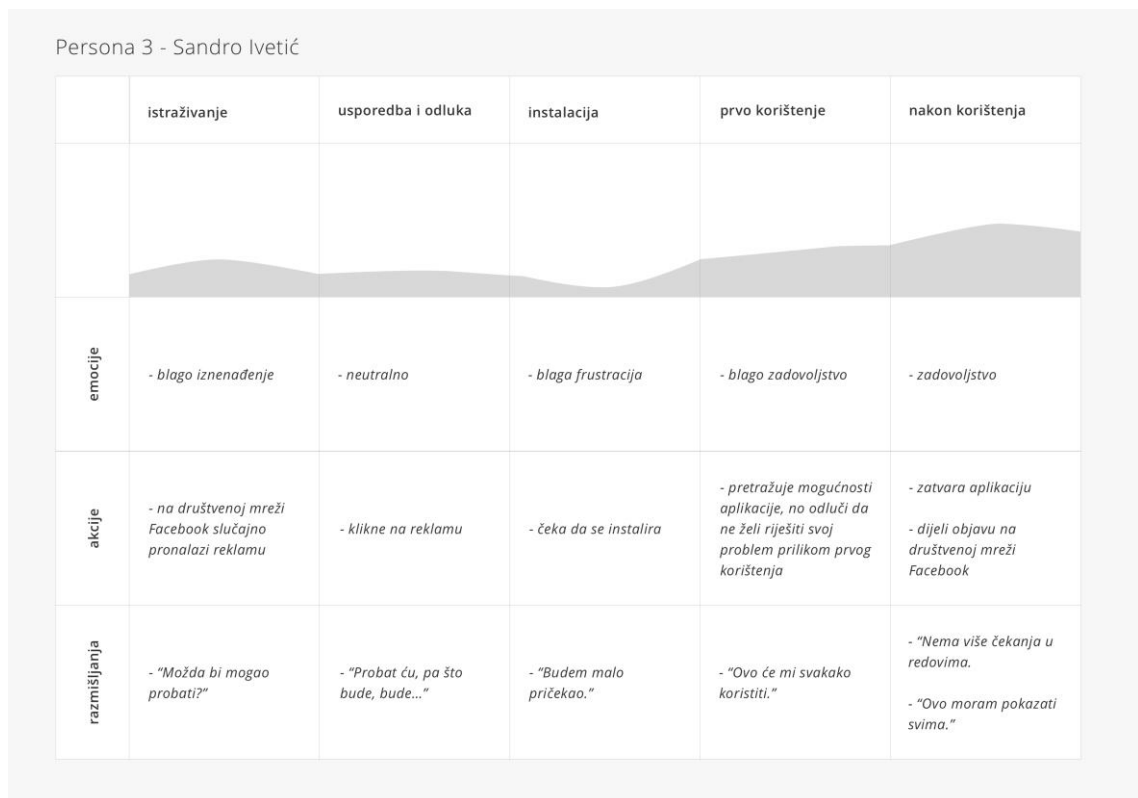 Persona 3 - Sandro Ivetić
istraživanje
usporedba i odluka
instalacija
prvo korištenje
nakon korištenja
emocije
- blago iznenađenje
- neutralno
- blaga frustracija
- blago zadovoljstvo
- zadovoljstvo
akcije
- na društvenoj mreži
Facebook slučajno
pronalazi reklamu
- klikne na reklamu
- čeka da se instalira
- pretražuje mogućnosti
aplikacije, no odluči da
ne želi riješiti svoj
problem prilikom prvog
korištenja
- zatvara aplikaciju
- dijeli objavu na
društvenoj mreži
Facebook
razmišljanja
- “Možda bi mogao
probati?”
- “Probat ću, pa što
bude, bude...”
- “Budem malo
pričekao.”
- “Ovo će mi svakako
koristiti.”
- “Nema više čekanja u
redovima.
- “Ovo moram pokazati
svima.”